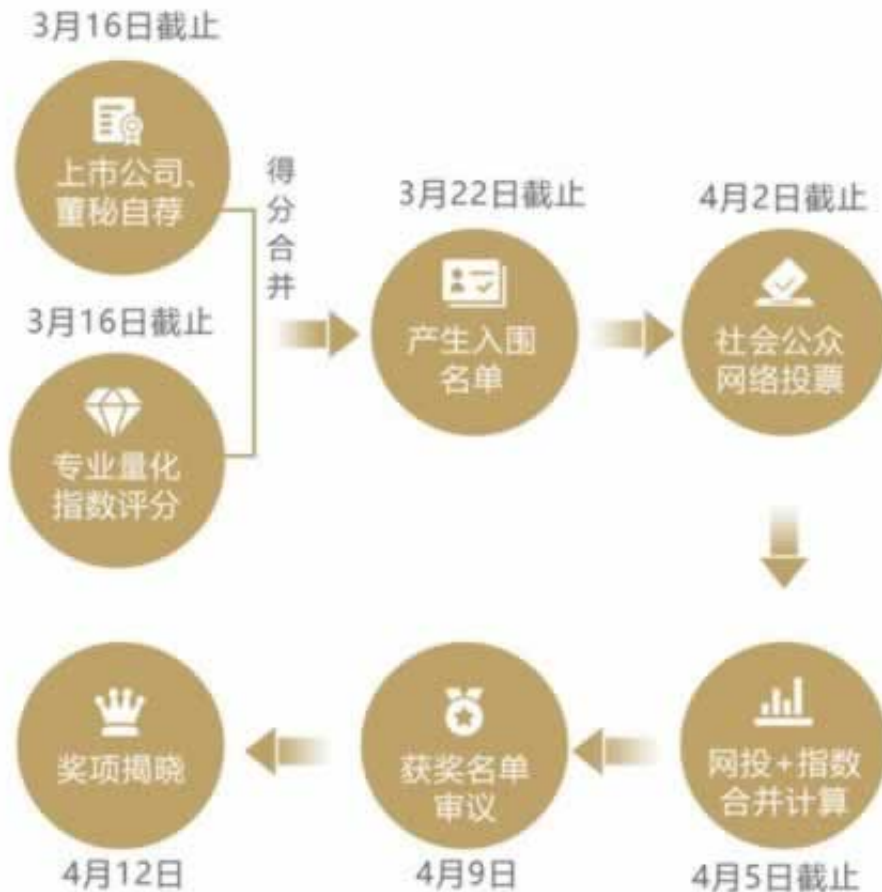 3月16日截止
上市公司、
董秘自荐
得分合并
3月16日截止
专业量化
指数评分
3月22日截止
产生入围
名单
4月2日截止
社会公众
网络投票
网投+指数
合并计算
4月5日截止
获奖名单
审议
4月9日
奖项揭晓
4月12日